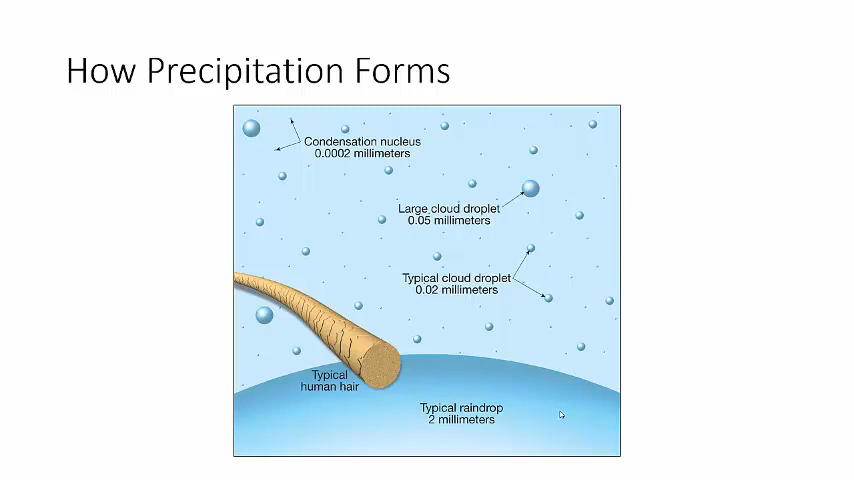 How Precipitation Forms
Condensation nucleus
0.0002 millimeters
Large cloud droplet
0.05 millimeters
Typical cloud droplet
0.02 millimeters
Typical
human hair
Typical raindrop
2 millimeters